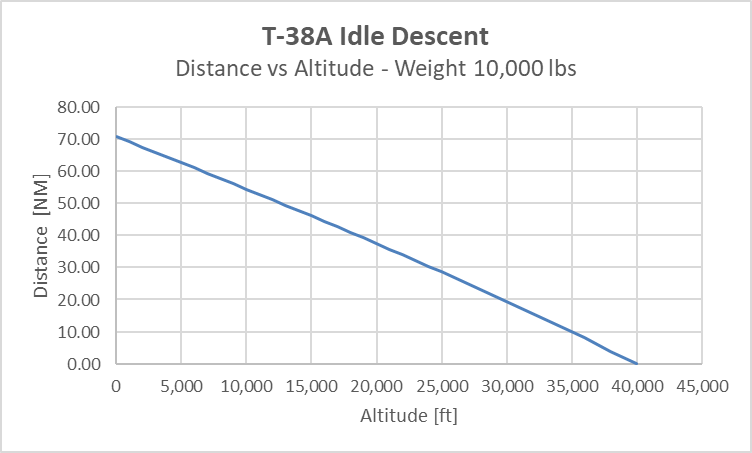 T-38A Idle Descent
Distance vs Altitude - Weight 10,000 lbs
80.00
70.00
60.00
50.00
40.00
30.00
20.00
10.00
0.00
Distance [NM]
0 5,000 10,000 15,000 20,000 25,000 30,000 35,000 40,000 45,000
Altitude [ft]